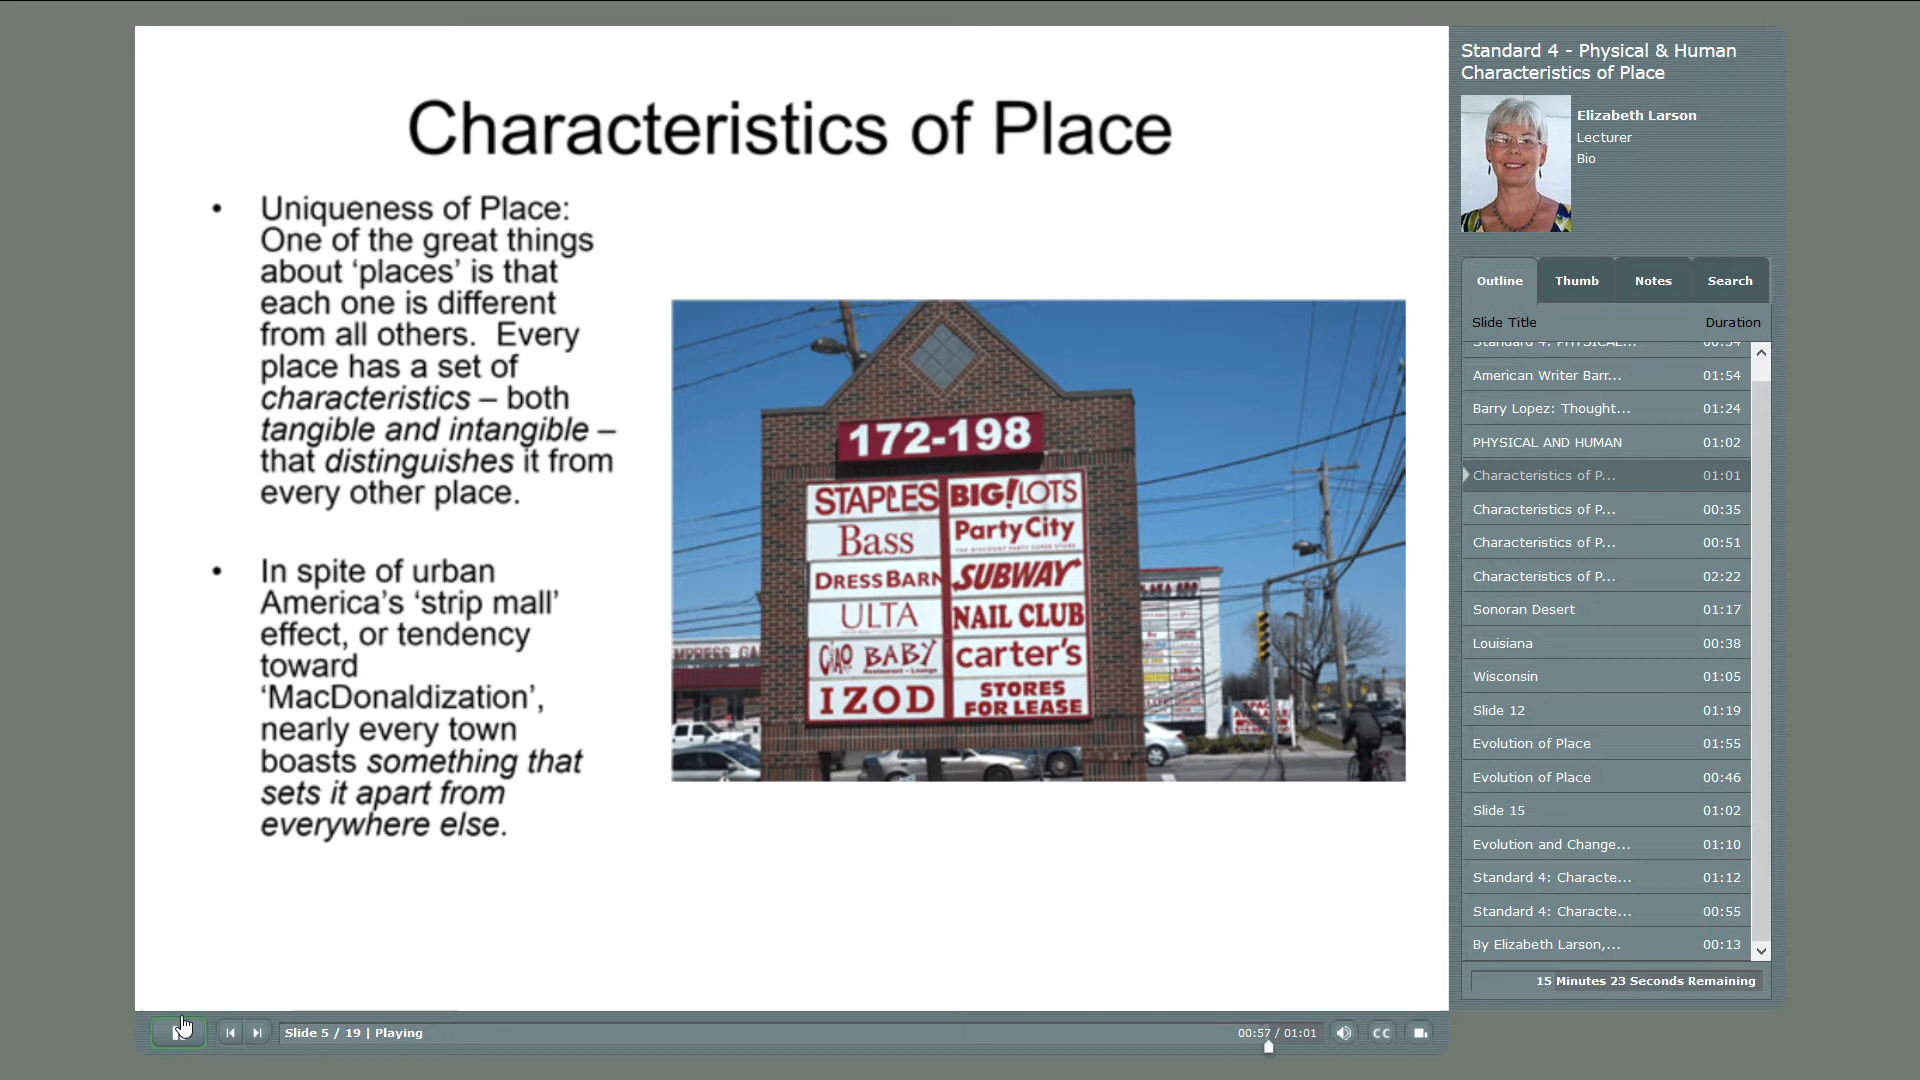 Characteristics of Place
• Uniqueness of Place:
One of the great things
about ‘places’ is that
each one is different
from all others. Every
place has a set of
characteristics – both
tangible and intangible –
that distinguishes it from
every other place.
• In spite of urban
America’s ‘strip mall’
effect, or tendency
toward
‘MacDonaldization’,
nearly every town
boasts something that
sets it apart from
everywhere else.
172-198
STAPLES
Bass
DRESS BARN
ULTA
CIAO BABY
IZOD
BIG! LOTS
Party City
SUBWAY
NAIL CLUB
carter's
STORES
FOR LEASE
Standard 4 - Physical & Human
Characteristics of Place
Elizabeth Larson
Lecturer
Bio
Outline Thumb Notes Search
Slide Title Duration
American Writer Barr... 01:54
Barry Lopez: Thought... 01:24
PHYSICAL AND HUMAN 01:02
Characteristics of P... 01:01
Characteristics of P... 00:35
Characteristics of P... 00:51
Characteristics of P... 02:22
Sonoran Desert 01:17
Louisiana 00:38
Wisconsin 01:05
Slide 12 01:19
Evolution of Place 01:55
Evolution of Place 00:46
Slide 15 01:02
Evolution and Change... 01:10
Standard 4: Characte... 01:12
Standard 4: Characte... 00:55
By Elizabeth Larson,... 00:13
15 Minutes 23 Seconds Remaining
Slide 5 / 19 | Playing
00:57 / 01:01
CC